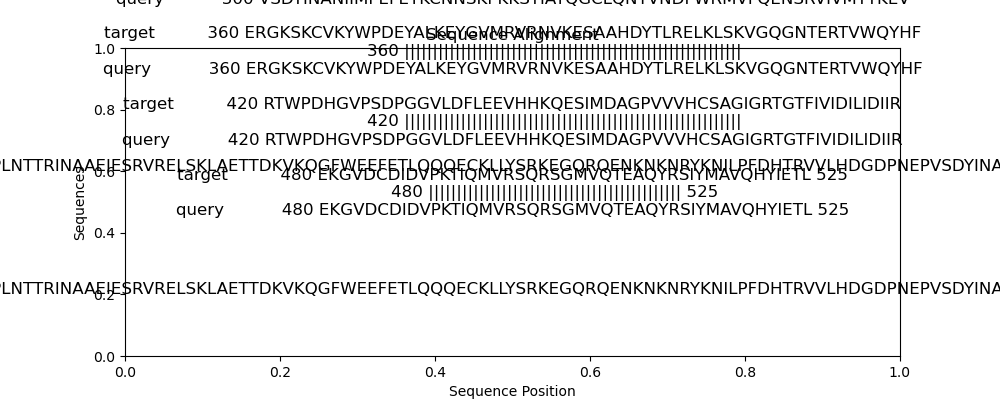 query
target 360 ERGKSKCVKYWPDEYALKEYGVMRVRNVKESAAHDYTLRELKLSKVGQGNTERTVWQYHF
Sequence Alignment
360 ||||||||||||||||||||||||||||||||||||||||||||||||||||||||||||
query 360 ERGKSKCVKYWPDEYALKEYGVMRVRNVKESAAHDYTLRELKLSKVGQGNTERTVWQYHF
target 420 RTWPDHGVPSDPGGVLDFLEEVHHKQESIMDAGPVVVHCSAGIGRTGTFIVIDILIDIIR
420 ||||||||||||||||||||||||||||||||||||||||||||||||||||||||||||
query 420 RTWPDHGVPSDPGGVLDFLEEVHHKQESIMDAGPVVVHCSAGIGRTGTFIVIDILIDIIR
PLNTTRINAAEIESRVRELSKLAETTDKVKQGFWEEFETLQQQECKLLYSRKEGQRQENKNKNRYKNILPFDHTRVVLHDGDPNEPVSDYINA
target 480 EKGVDCDIDVPKTIQMVRSQRSGMVQTEAQYRSIYMAVQHYIETL 525
480 ||||||||||||||||||||||||||||||||||||||||||||| 525
query 480 EKGVDCDIDVPKTIQMVRSQRSGMVQTEAQYRSIYMAVQHYIETL 525
PLNTTRINAAEIESRVRELSKLAETTDKVKQGFWEEFETLQQQECKLLYSRKEGQRQENKNKNRYKNILPFDHTRVVLHDGDPNEPVSDYINA
Sequences
1.0
0.8
0.6
0.4
0.2
0.0
0.0 0.2 0.4 0.6 0.8 1.0
Sequence Position